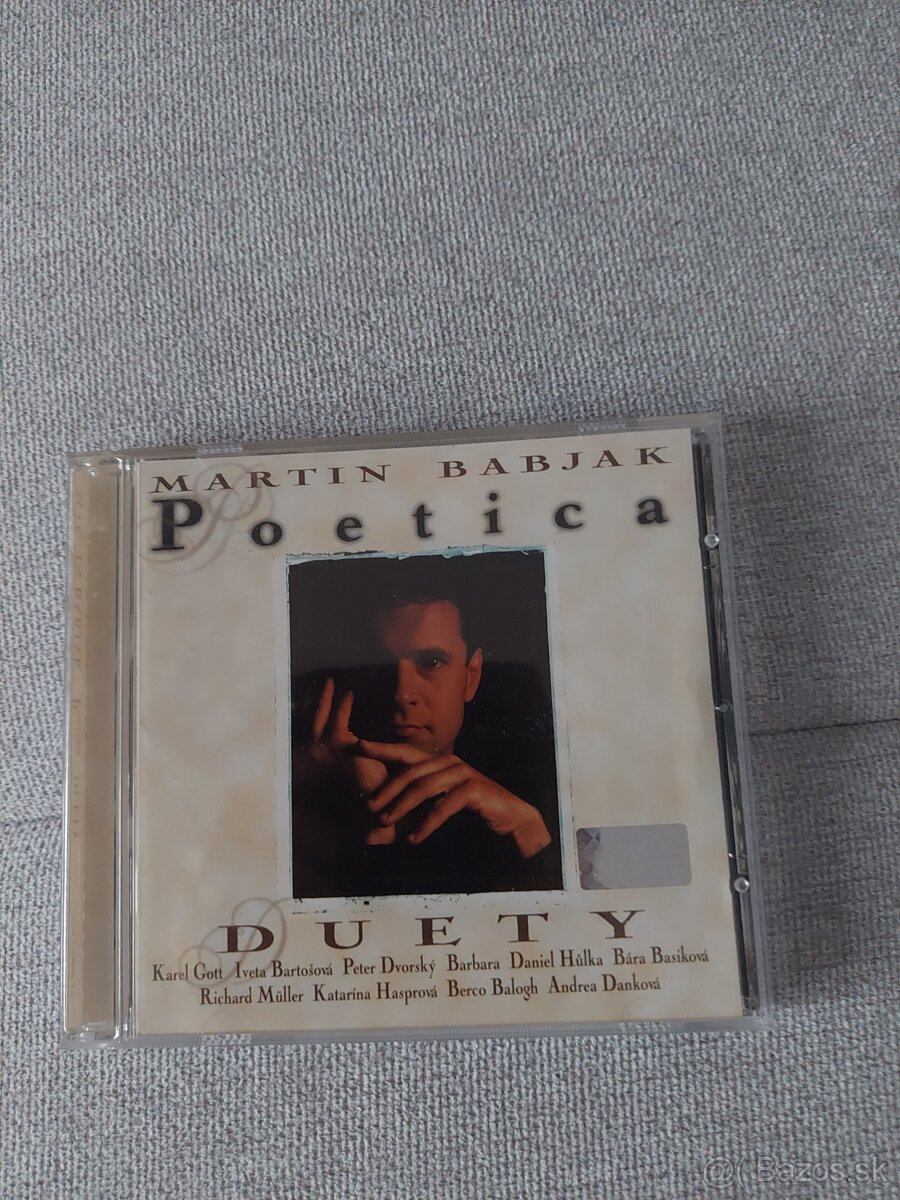 MARTIN BABJAK
Poetica
DUETY
Karel Gott Iveta Bartošová Peter Dvorský Barbara Daniel Hůlka Bára Basiková
Richard Müller Katarína Hasprová Berco Balogh Andrea Danková
Bazos.sk